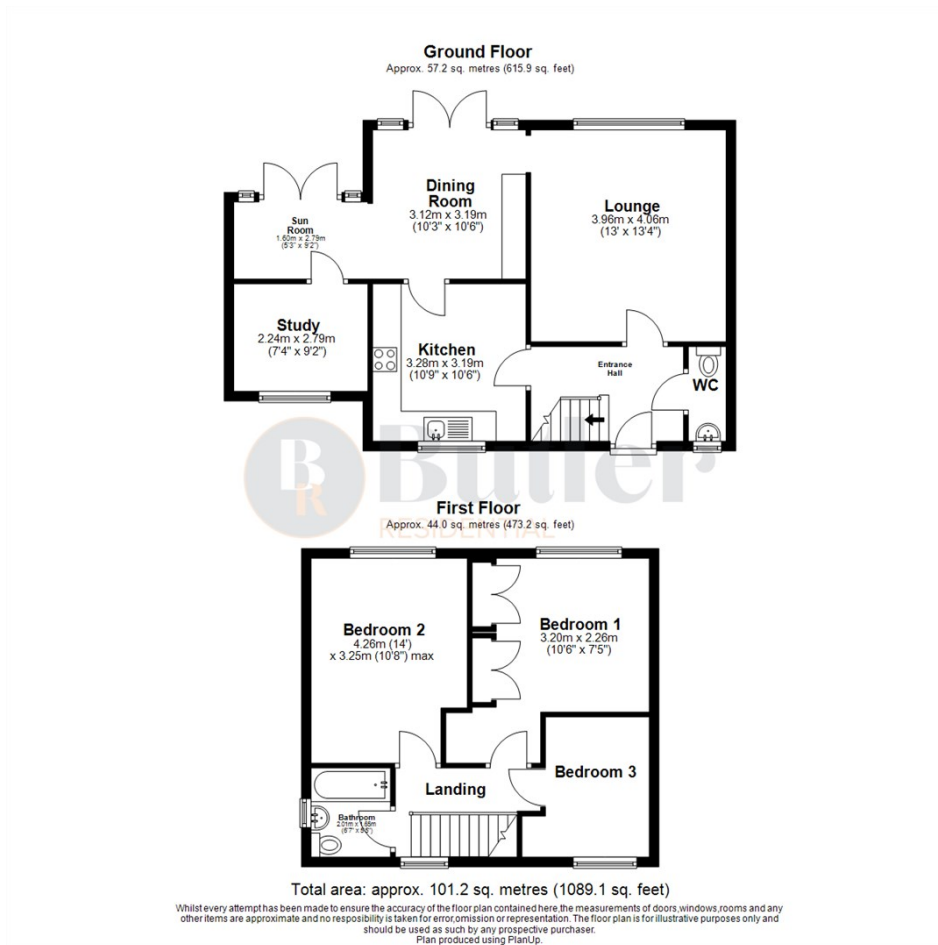 Ground Floor
Approx. 57.2 sq. metres (615.9 sq. feet)
Dining
Room
3.12m x 3.19m
(10'3" x 10'6")
Lounge
3.96m x 4.06m
(13' x 13'4")
Sun
Room
1.60m x 2.79m
(5'3" x 9'2")
Study
2.24m x 2.79m
(7'4" x 9'2")
Kitchen
3.28m x 3.19m
(10'9" x 10'6")
Entrance
Hall
WC
B
R
Butler
RESIDENTIAL
First Floor
Approx. 44.0 sq. metres (473.2 sq. feet)
Bedroom 2
4.26m (14')
x 3.25m (10'8") max
Bedroom 1
3.20m x 2.26m
(10'6" x 7'5")
Bedroom 3
Landing
Bathroom
2.01m x 1.65m
(6'7" x 5'5")
Total area: approx. 101.2 sq. metres (1089.1 sq. feet)
Whilst every attempt has been made to ensure the accuracy of the floor plan contained here, the measurements of doors,windows,rooms and any
other items are approximate and no resposibility is taken for error,omission or representation. The floor plan is for illustrative purposes only and
should be used as such by any prospective purchaser.
Plan produced using PlanUp.